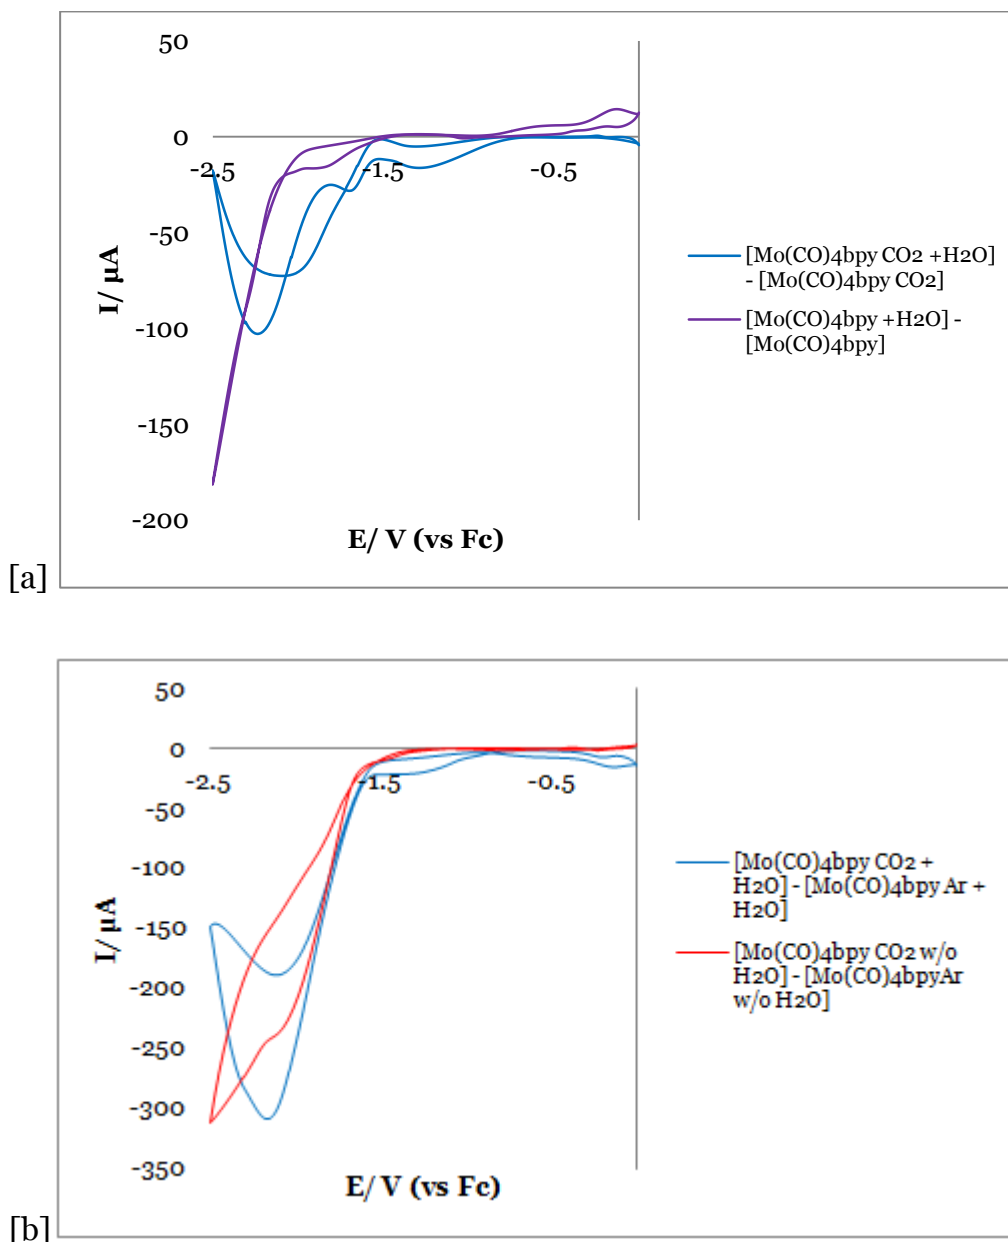 50
0
-2.5
-1.5
-0.5
-50
-100
-150
-200
I/ µA
E/ V (vs Fc)
[Mo(CO)4bpy CO2 +H2O]
- [Mo(CO)4bpy CO2]
[Mo(CO)4bpy +H2O] -
[Mo(CO)4bpy]
[a]
50
0
-2.5
-1.5
-0.5
-50
-100
-150
-200
-250
-300
-350
I/ µA
E/ V (vs Fc)
[Mo(CO)4bpy CO2 +
H2O] - [Mo(CO)4bpy Ar +
H2O]
[Mo(CO)4bpy CO2 w/o
H2O] - [Mo(CO)4bpyAr
w/o H2O]
[b]